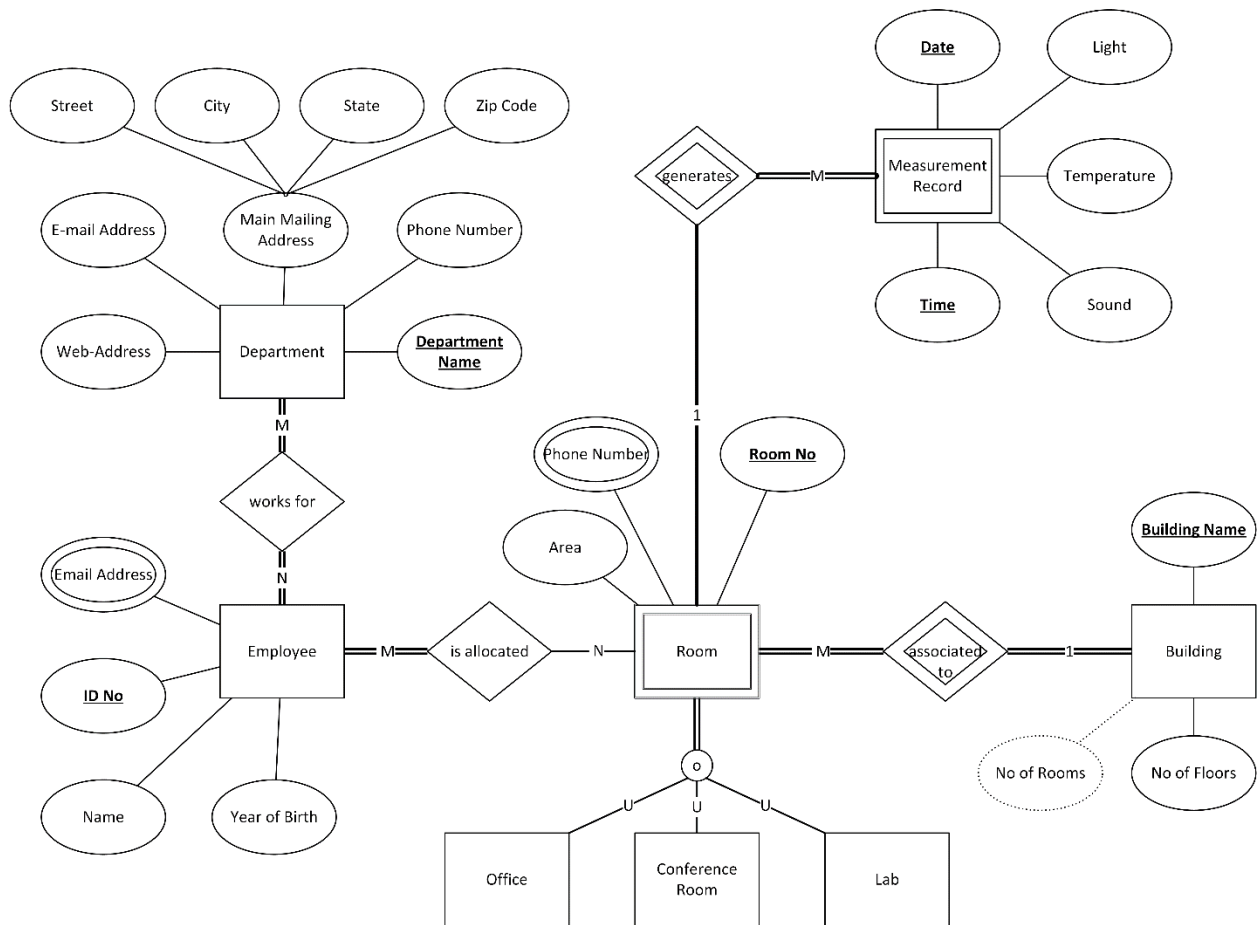 Date
Light
Street
City
State
Zip Code
generates
M
Measurement
Record
Temperature
E-mail Address
Main Mailing
Address
Phone Number
Time
Sound
Web-Address
Department
Department
Name
M
1
Phone Number
Room No
works for
Area
Building Name
Email Address
N
Employee
M
is allocated
N
Room
M
associated
to
1
Building
ID No
No of Rooms
No of Floors
o
Name
Year of Birth
U
U
U
Office
Conference
Room
Lab